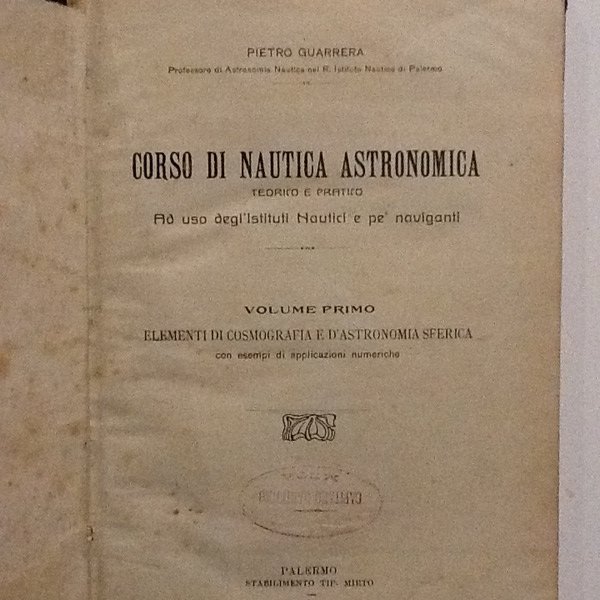 PIETRO GUARRERA
Professore di Astronomia Nautica nel R. Istituto Nautico di Palermo
CORSO DI NAUTICA ASTRONOMICA
TEORICO E PRATICO
Ad uso degl'Istituti Nautici e pe' naviganti
VOLUME PRIMO
ELEMENTI DI COSMOGRAFIA E D'ASTRONOMIA SFERICA
con esempi di applicazioni numeriche
PALERMO
STABILIMENTO TIP. MIRTO